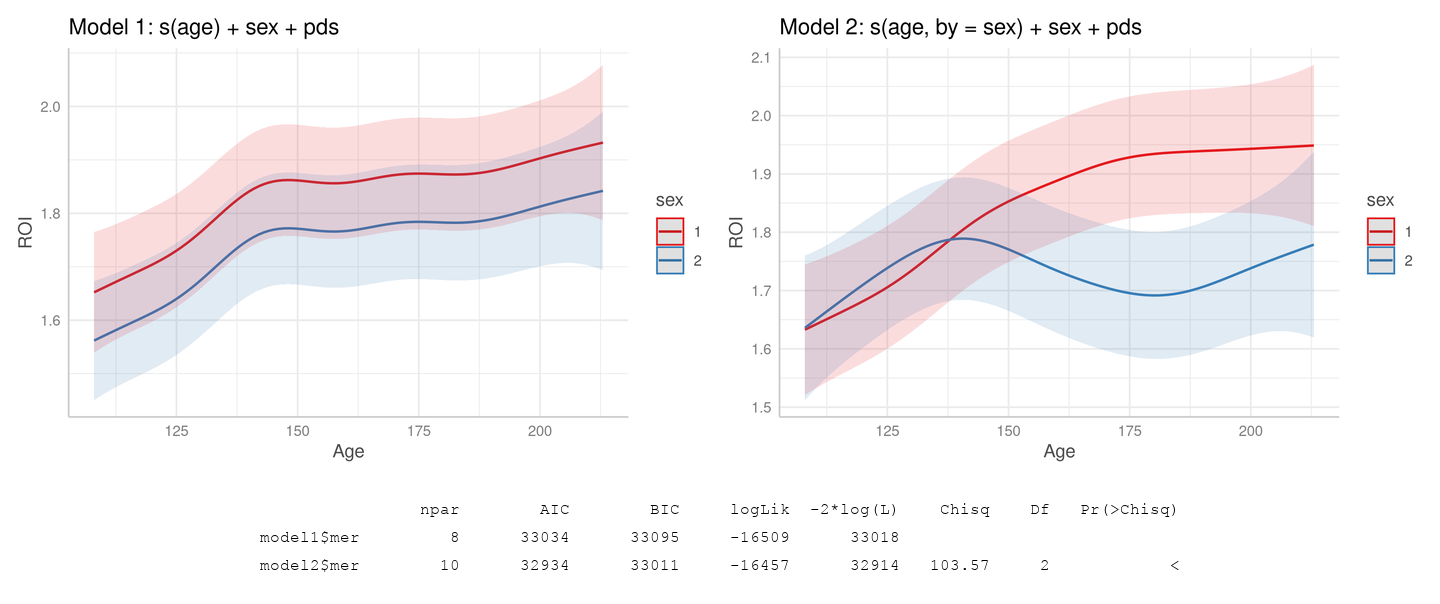 Model 1: s(age) + sex + pds
2.0
1.8
1.6
ROI
125 150 175 200
Age
sex
1
2
Model 2: s(age, by = sex) + sex + pds
2.1
2.0
1.9
1.8
1.7
1.6
1.5
ROI
125 150 175 200
Age
sex
1
2
npar AIC BIC logLik -2*log(L) Chisq Df Pr(>Chisq)
model1$mer 8 33034 33095 -16509 33018
model2$mer 10 32934 33011 -16457 32914 103.57 2 <